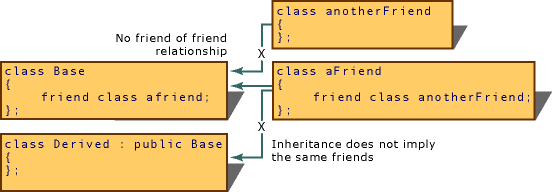 class anotherFriend
{
};
No friend of friend
relationship
X
class Base
{
friend class afriend;
};
class aFriend
{
friend class anotherFriend;
};
X
class Derived : public Base
{
};
Inheritance does not imply
the same friends